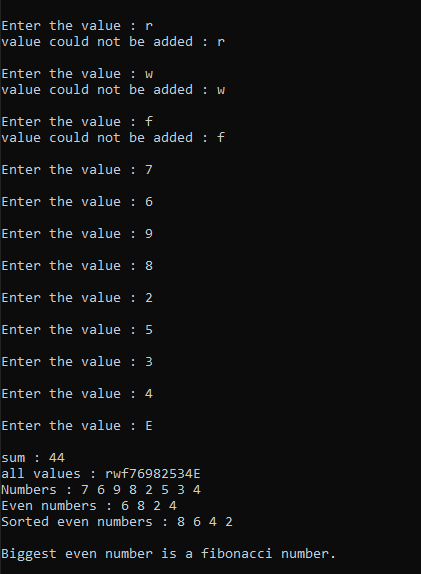 Enter the value : r
value could not be added : r
Enter the value : w
value could not be added : w
Enter the value : f
value could not be added : f
Enter the value : 7
Enter the value : 6
Enter the value : 9
Enter the value : 8
Enter the value : 2
Enter the value : 5
Enter the value : 3
Enter the value : 4
Enter the value : E
sum : 44
all values : rwf76982534E
Numbers : 7 6 9 8 2 5 3 4
Even numbers : 6 8 2 4
Sorted even numbers : 8 6 4 2
Biggest even number is a fibonacci number.